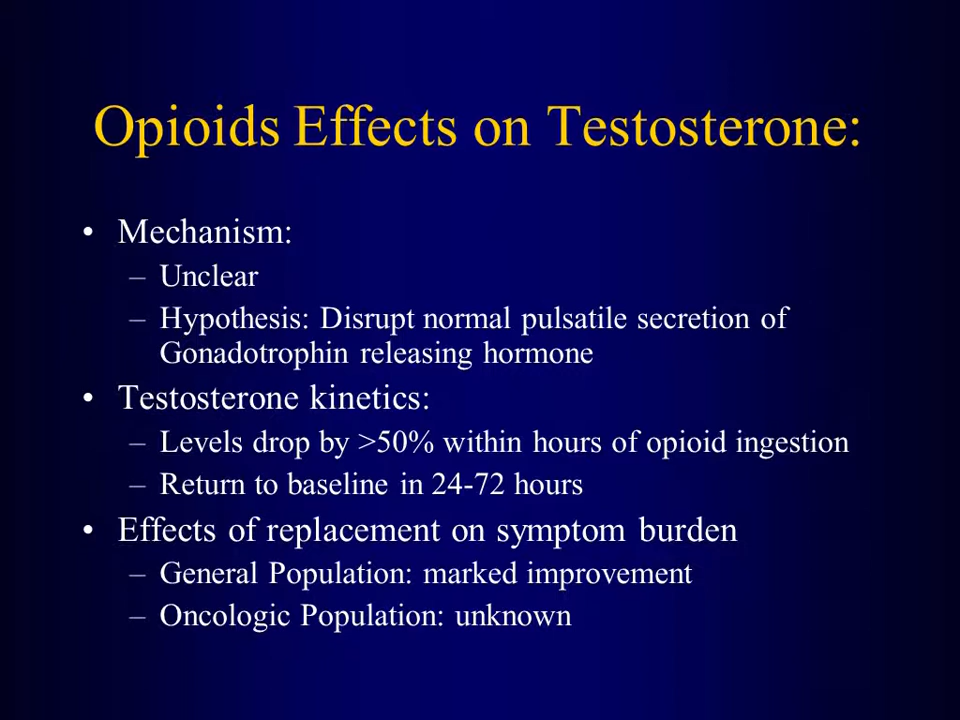 Opioids Effects on Testosterone:
• Mechanism:
– Unclear
– Hypothesis: Disrupt normal pulsatile secretion of
Gonadotrophin releasing hormone
• Testosterone kinetics:
– Levels drop by >50% within hours of opioid ingestion
– Return to baseline in 24-72 hours
• Effects of replacement on symptom burden
– General Population: marked improvement
– Oncologic Population: unknown